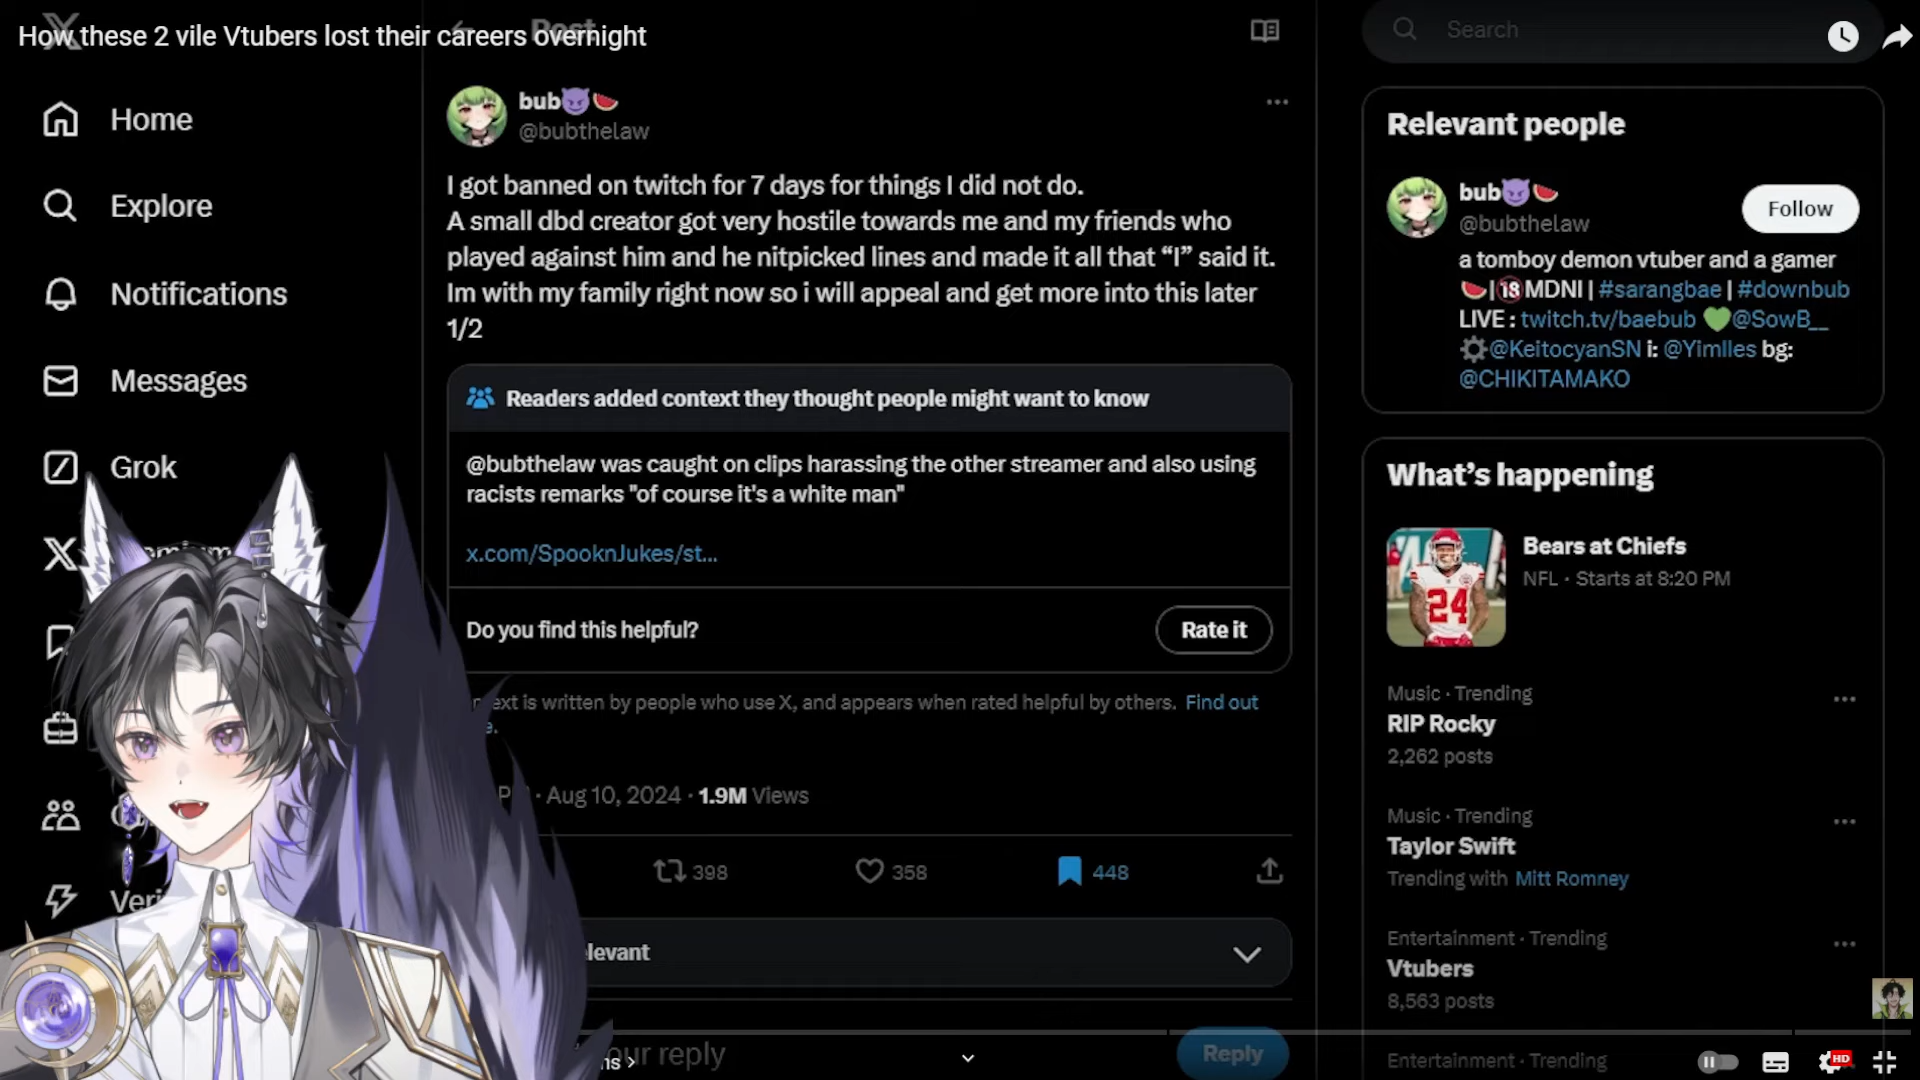 How these 2 vile Vtubers lost their careers overnight
Post
Search
Home
Explore
Notifications
Messages
Grok
bub😈🍉
@bubthelaw
I got banned on twitch for 7 days for things I did not do.
A small dbd creator got very hostile towards me and my friends who
played against him and he nitpicked lines and made it all that “I” said it.
Im with my family right now so i will appeal and get more into this later
1/2
Readers added context they thought people might want to know
@bubthelaw was caught on clips harassing the other streamer and also using
racists remarks "of course it's a white man"
x.com/SpooknJukes/st...
Do you find this helpful?
Rate it
is written by people who use X, and appears when rated helpful by others. Find out
· Aug 10, 2024 · 1.9M Views
398
358
448
Reply
Relevant people
bub😈🍉
@bubthelaw
Follow
a tomboy demon vtuber and a gamer
🍉|🔞MDNI | #sarangbae | #downbub
LIVE : twitch.tv/baebub 💚@SowB__
⚙️@KeitocyanSN i: @Yimlles bg:
@CHIKITAMAKO
What’s happening
Bears at Chiefs
NFL · Starts at 8:20 PM
24
Music · Trending
RIP Rocky
2,262 posts
Music · Trending
Taylor Swift
Trending with Mitt Romney
Entertainment · Trending
Vtubers
8,563 posts
Entertainment · Trending
HD